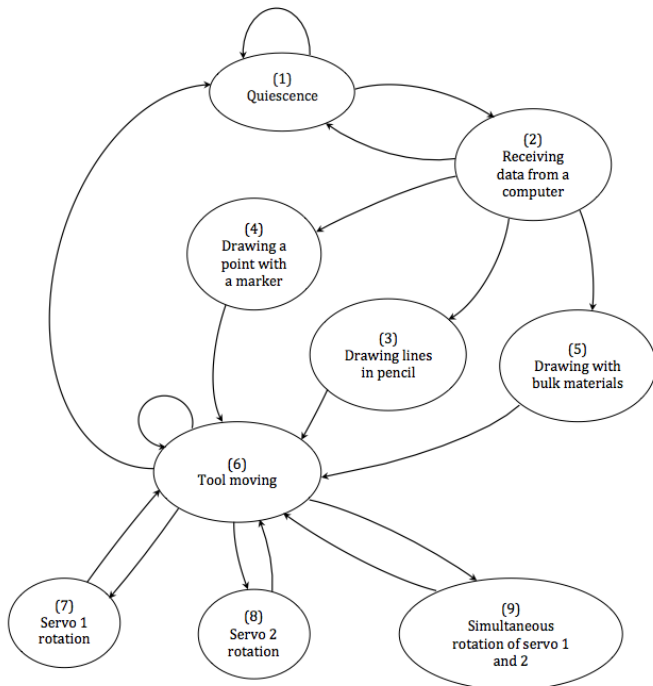 (1)
Quiescence
(2)
Receiving
data from a
computer
(4)
Drawing a
point with
a marker
(3)
Drawing lines
in pencil
(5)
Drawing with
bulk materials
(6)
Tool moving
(7)
Servo 1
rotation
(8)
Servo 2
rotation
(9)
Simultaneous
rotation of servo 1
and 2